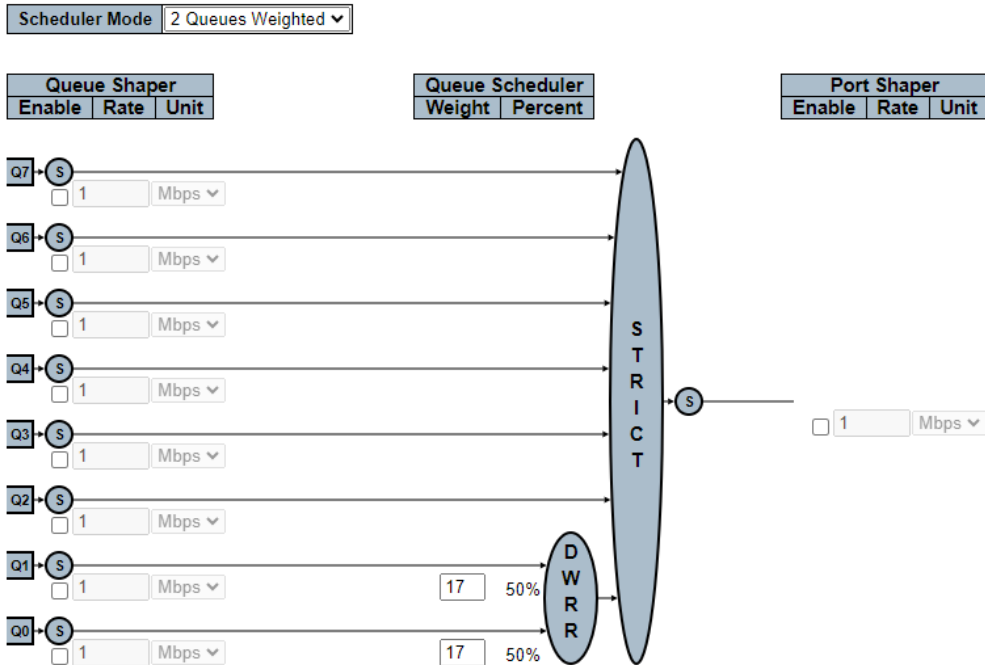 Scheduler Mode 2 Queues Weighted
Queue Shaper Queue Scheduler Port Shaper
Enable Rate Unit Weight Percent Enable Rate Unit
Q7 S
1 Mbps
Q6 S
1 Mbps
Q5 S
1 Mbps
Q4 S
1 Mbps
STRICT
S
1 Mbps
Q3 S
1 Mbps
Q2 S
1 Mbps
Q1 S
1 Mbps 17 50%
DWRR
Q0 S
1 Mbps 17 50%